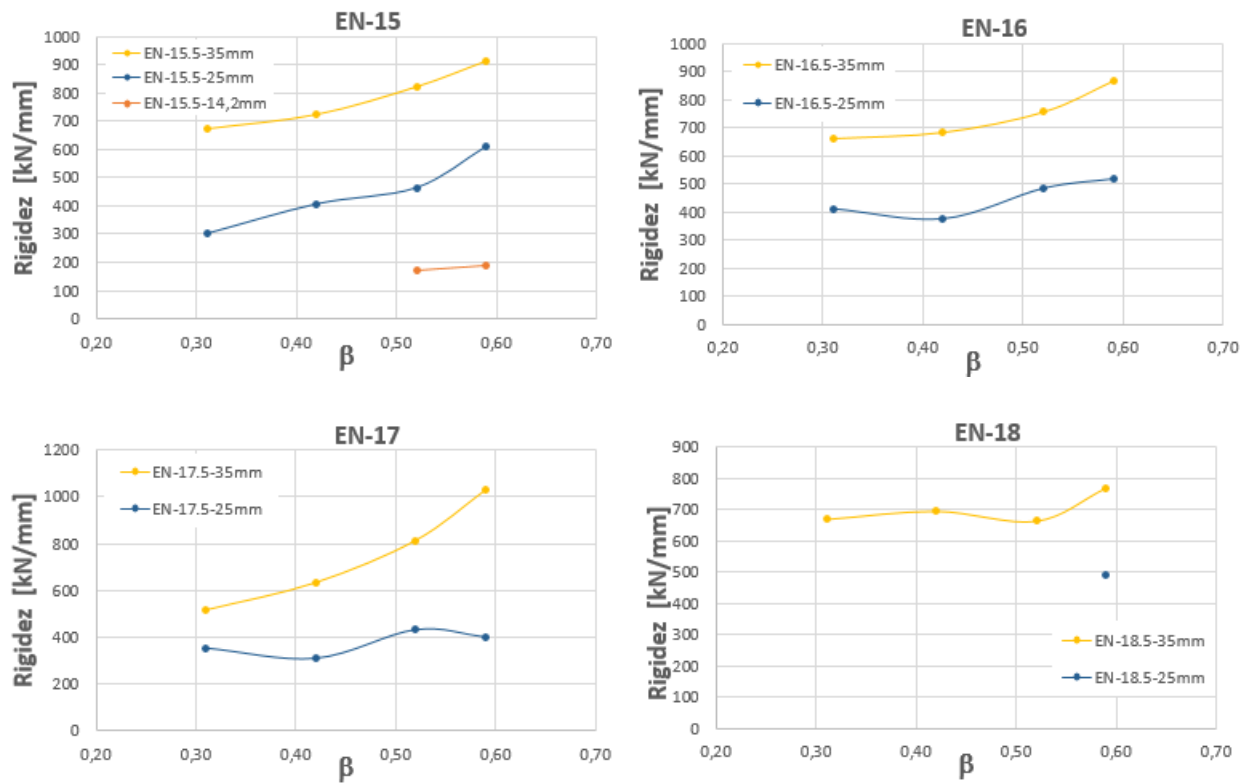 EN-15
Rigidez [kN/mm]
1000
900
800
700
600
500
400
300
200
100
0
EN-15.5-35mm
EN-15.5-25mm
EN-15.5-14,2mm
0,20 0,30 0,40 0,50 0,60 0,70
β
EN-16
Rigidez [kN/mm]
1000
900
800
700
600
500
400
300
200
100
0
EN-16.5-35mm
EN-16.5-25mm
0,20 0,30 0,40 0,50 0,60 0,70
β
EN-17
Rigidez [kN/mm]
1200
1000
800
600
400
200
0
EN-17.5-35mm
EN-17.5-25mm
0,20 0,30 0,40 0,50 0,60 0,70
β
EN-18
Rigidez [kN/mm]
900
800
700
600
500
400
300
200
100
0
EN-18.5-35mm
EN-18.5-25mm
0,20 0,30 0,40 0,50 0,60 0,70
β